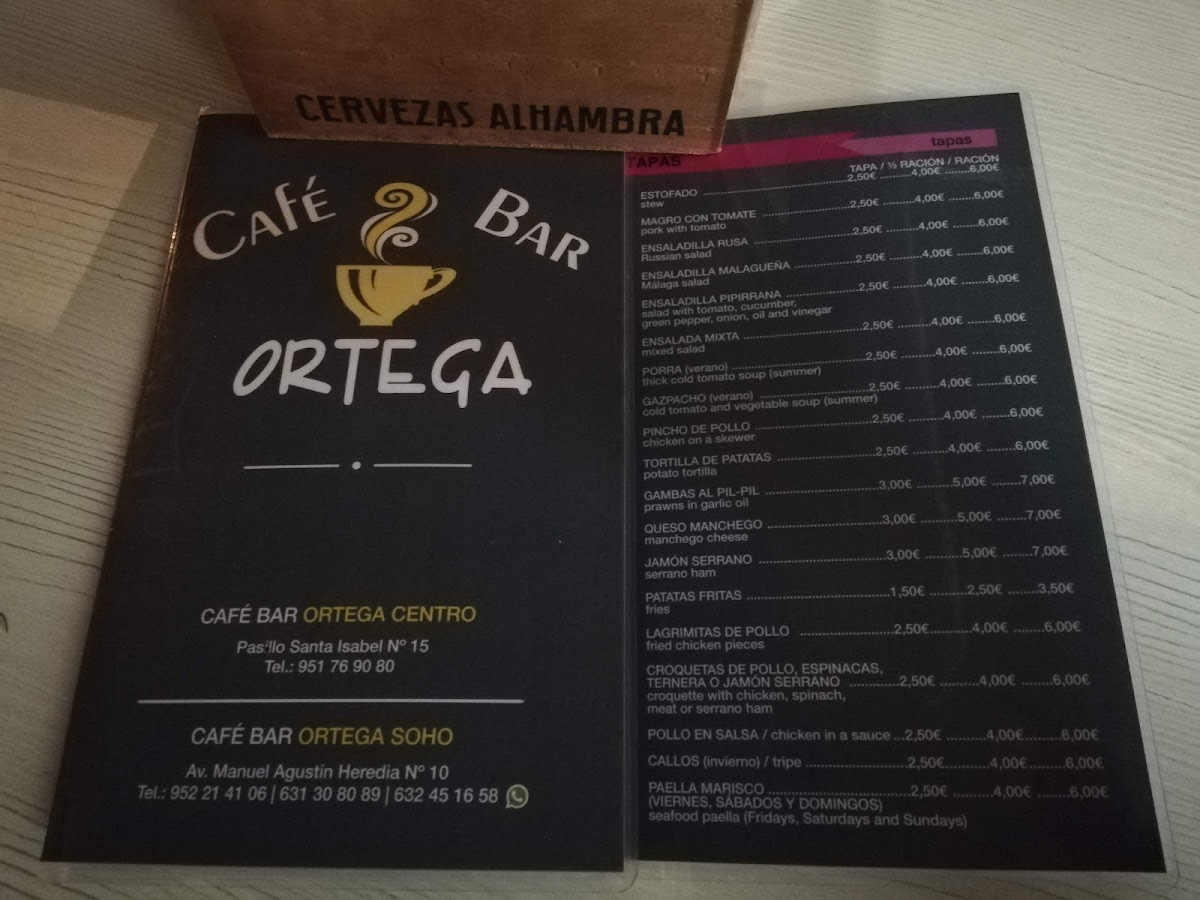 CERVEZAS ALHAMBRA
Café Bar
ORTEGA
CAFÉ BAR ORTEGA CENTRO
Pasillo Santa Isabel Nº 15
Tel.: 951 76 90 80
CAFÉ BAR ORTEGA SOHO
Av. Manuel Agustín Heredia Nº 10
Tel.: 952 21 41 06 | 631 30 80 89 | 632 45 16 58
TAPAS tapas
TAPA / ½ RACIÓN / RACIÓN
ESTOFADO ........ 2,50€ ........ 4,00€ ........ 6,00€
stew
MAGRO CON TOMATE ........ 2,50€ ........ 4,00€ ........ 6,00€
pork with tomato
ENSALADILLA RUSA ........ 2,50€ ........ 4,00€ ........ 6,00€
Russian salad
ENSALADILLA MALAGUEÑA ........ 2,50€ ........ 4,00€ ........ 6,00€
Málaga salad
ENSALADILLA PIPIRRANA ........ 2,50€ ........ 4,00€ ........ 6,00€
salad with tomato, cucumber,
green pepper, onion, oil and vinegar
ENSALADA MIXTA ........ 2,50€ ........ 4,00€ ........ 6,00€
mixed salad
PORRA (verano) ........ 2,50€ ........ 4,00€ ........ 6,00€
thick cold tomato soup (summer)
GAZPACHO (verano) ........ 2,50€ ........ 4,00€ ........ 6,00€
cold tomato and vegetable soup (summer)
PINCHO DE POLLO ........ 2,50€ ........ 4,00€ ........ 6,00€
chicken on a skewer
TORTILLA DE PATATAS ........ 2,50€ ........ 4,00€ ........ 6,00€
potato tortilla
GAMBAS AL PIL-PIL ........ 3,00€ ........ 5,00€ ........ 7,00€
prawns in garlic oil
QUESO MANCHEGO ........ 3,00€ ........ 5,00€ ........ 7,00€
manchego cheese
JAMÓN SERRANO ........ 3,00€ ........ 5,00€ ........ 7,00€
serrano ham
PATATAS FRITAS ........ 1,50€ ........ 2,50€ ........ 3,50€
fries
LAGRIMITAS DE POLLO ........ 2,50€ ........ 4,00€ ........ 6,00€
fried chicken pieces
CROQUETAS DE POLLO, ESPINACAS,
TERNERA O JAMÓN SERRANO ........ 2,50€ ........ 4,00€ ........ 6,00€
croquette with chicken, spinach,
meat or serrano ham
POLLO EN SALSA / chicken in a sauce ... 2,50€ ........ 4,00€ ........ 6,00€
CALLOS (invierno) / tripe ........ 2,50€ ........ 4,00€ ........ 6,00€
PAELLA MARISCO ........ 2,50€ ........ 4,00€ ........ 6,00€
(VIERNES, SÁBADOS Y DOMINGOS)
seafood paella (Fridays, Saturdays and Sundays)